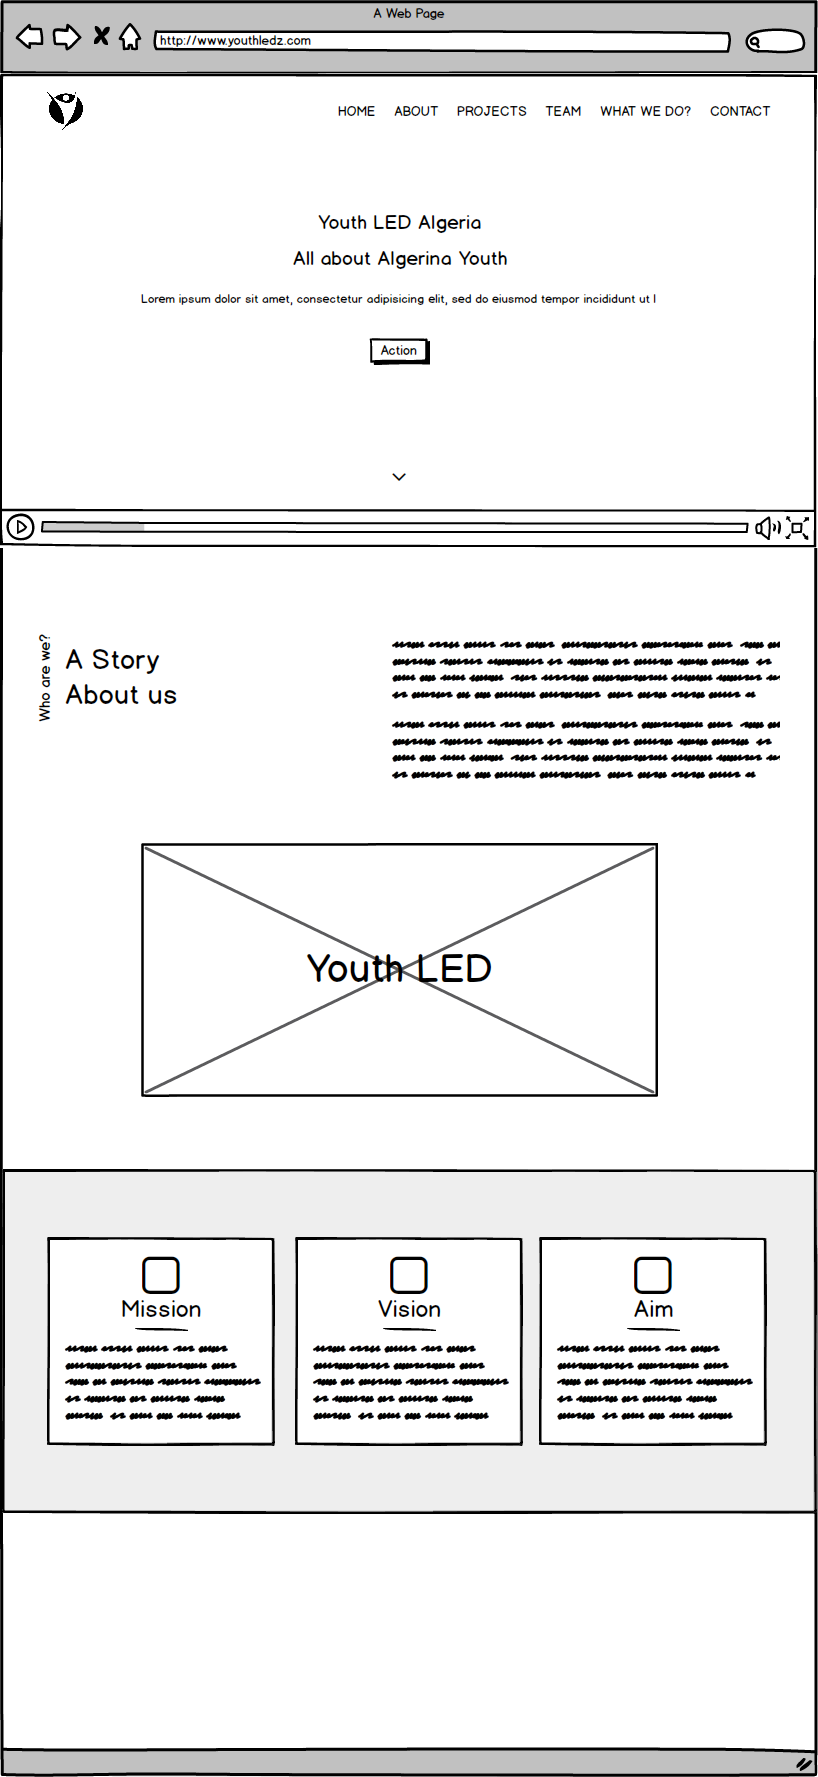 A Web Page
http://www.youthledz.com
HOME ABOUT PROJECTS TEAM WHAT WE DO? CONTACT
Youth LED Algeria
All about Algerina Youth
Lorem ipsum dolor sit amet, consectetur adipisicing elit, sed do eiusmod tempor incididunt ut l
Action
Who are we?
A Story
About us
Youth LED
Mission
Vision
Aim